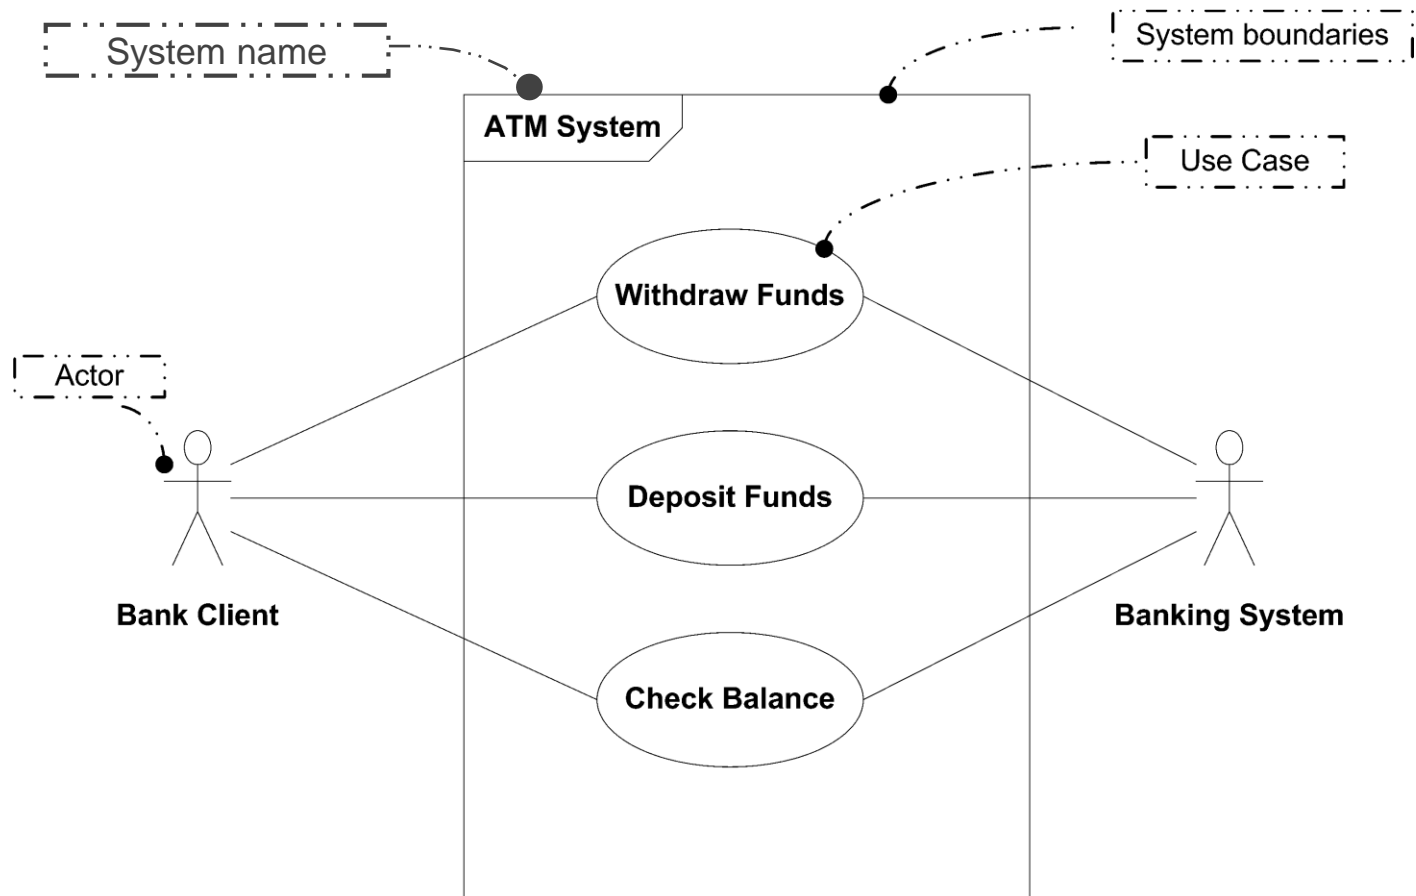 System name
System boundaries
ATM System
Use Case
Withdraw Funds
Actor
Deposit Funds
Bank Client
Banking System
Check Balance